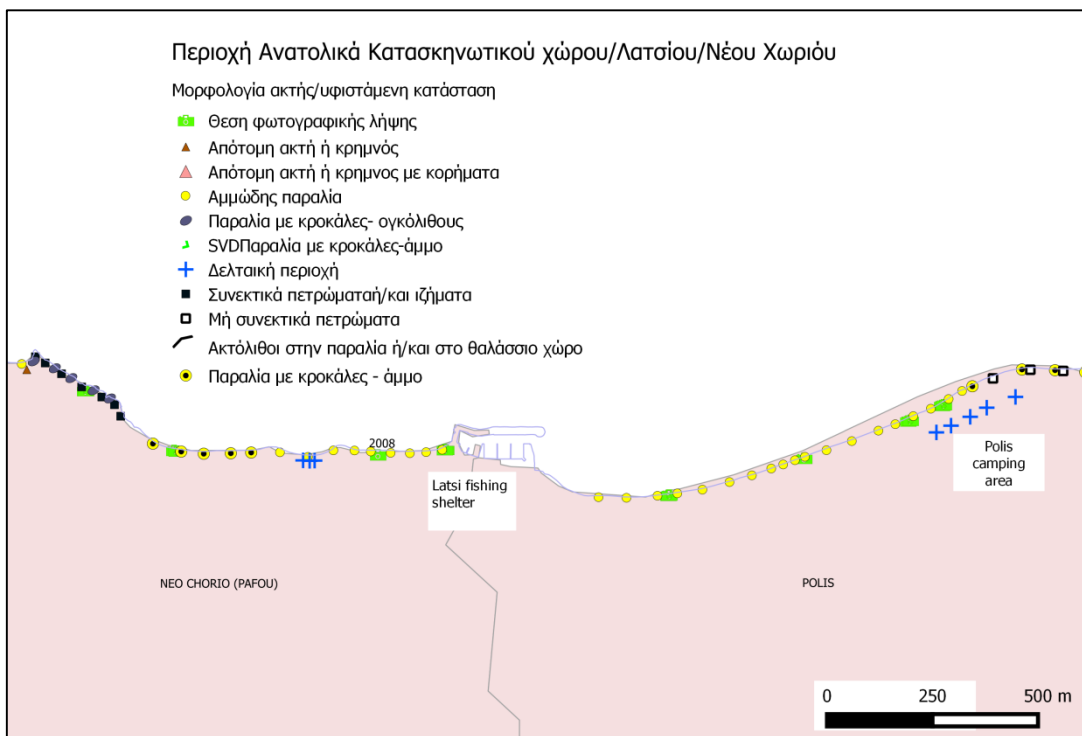 Περιοχή Ανατολικά Κατασκηνωτικού χώρου/Λατσίου/Νέου Χωριόυ
Μορφολογία ακτής/υφιστάμενη κατάσταση
Θεση φωτογραφικής λήψης
Απότομη ακτή ή κρημνός
Απότομη ακτή ή κρημνος με κορήματα
Αμμώδης παραλία
Παραλία με κροκάλες- ογκόλιθους
SVDΠαραλία με κροκάλες-άμμο
Δελταική περιοχή
Συνεκτικά πετρώματαή/και ιζήματα
Μή συνεκτικά πετρώματα
Ακτόλιθοι στην παραλία ή/και στο θαλάσσιο χώρο
Παραλία με κροκάλες - άμμο
2008
Latsi fishing
shelter
Polis
camping
area
NEO CHORIO (PAFOU)
POLIS
0 250 500 m